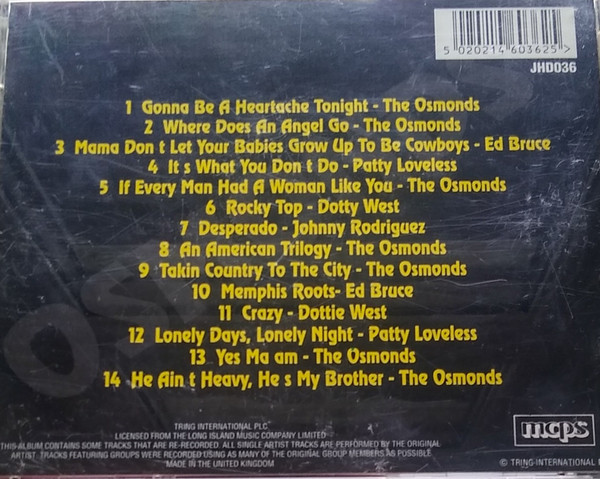 5 020214 603625 >
JHD036
1 Gonna Be A Heartache Tonight - The Osmonds
2 Where Does An Angel Go - The Osmonds
3 Mama Don t Let Your Babies Grow Up To Be Cowboys - Ed Bruce
4 It s What You Don t Do - Patty Loveless
5 If Every Man Had A Woman Like You - The Osmonds
6 Rocky Top - Dotty West
7 Desperado - Johnny Rodriguez
8 An American Trilogy - The Osmonds
9 Takin Country To The City - The Osmonds
10 Memphis Roots- Ed Bruce
11 Crazy - Dottie West
12 Lonely Days, Lonely Night - Patty Loveless
13 Yes Ma am - The Osmonds
14 He Ain t Heavy, He s My Brother - The Osmonds
mcps
TRING INTERNATIONAL PLC
LICENSED FROM THE LONG ISLAND MUSIC COMPANY LIMITED
THIS ALBUM CONTAINS SOME TRACKS THAT ARE RE-RECORDED. ALL SINGLE ARTIST TRACKS ARE PERFORMED BY THE ORIGINAL
ARTIST. TRACKS FEATURING GROUPS WERE RECORDED USING AS MANY OF THE ORIGINAL GROUP MEMBERS AS POSSIBLE
MADE IN THE UNITED KINGDOM
© TRING INTERNATIONAL